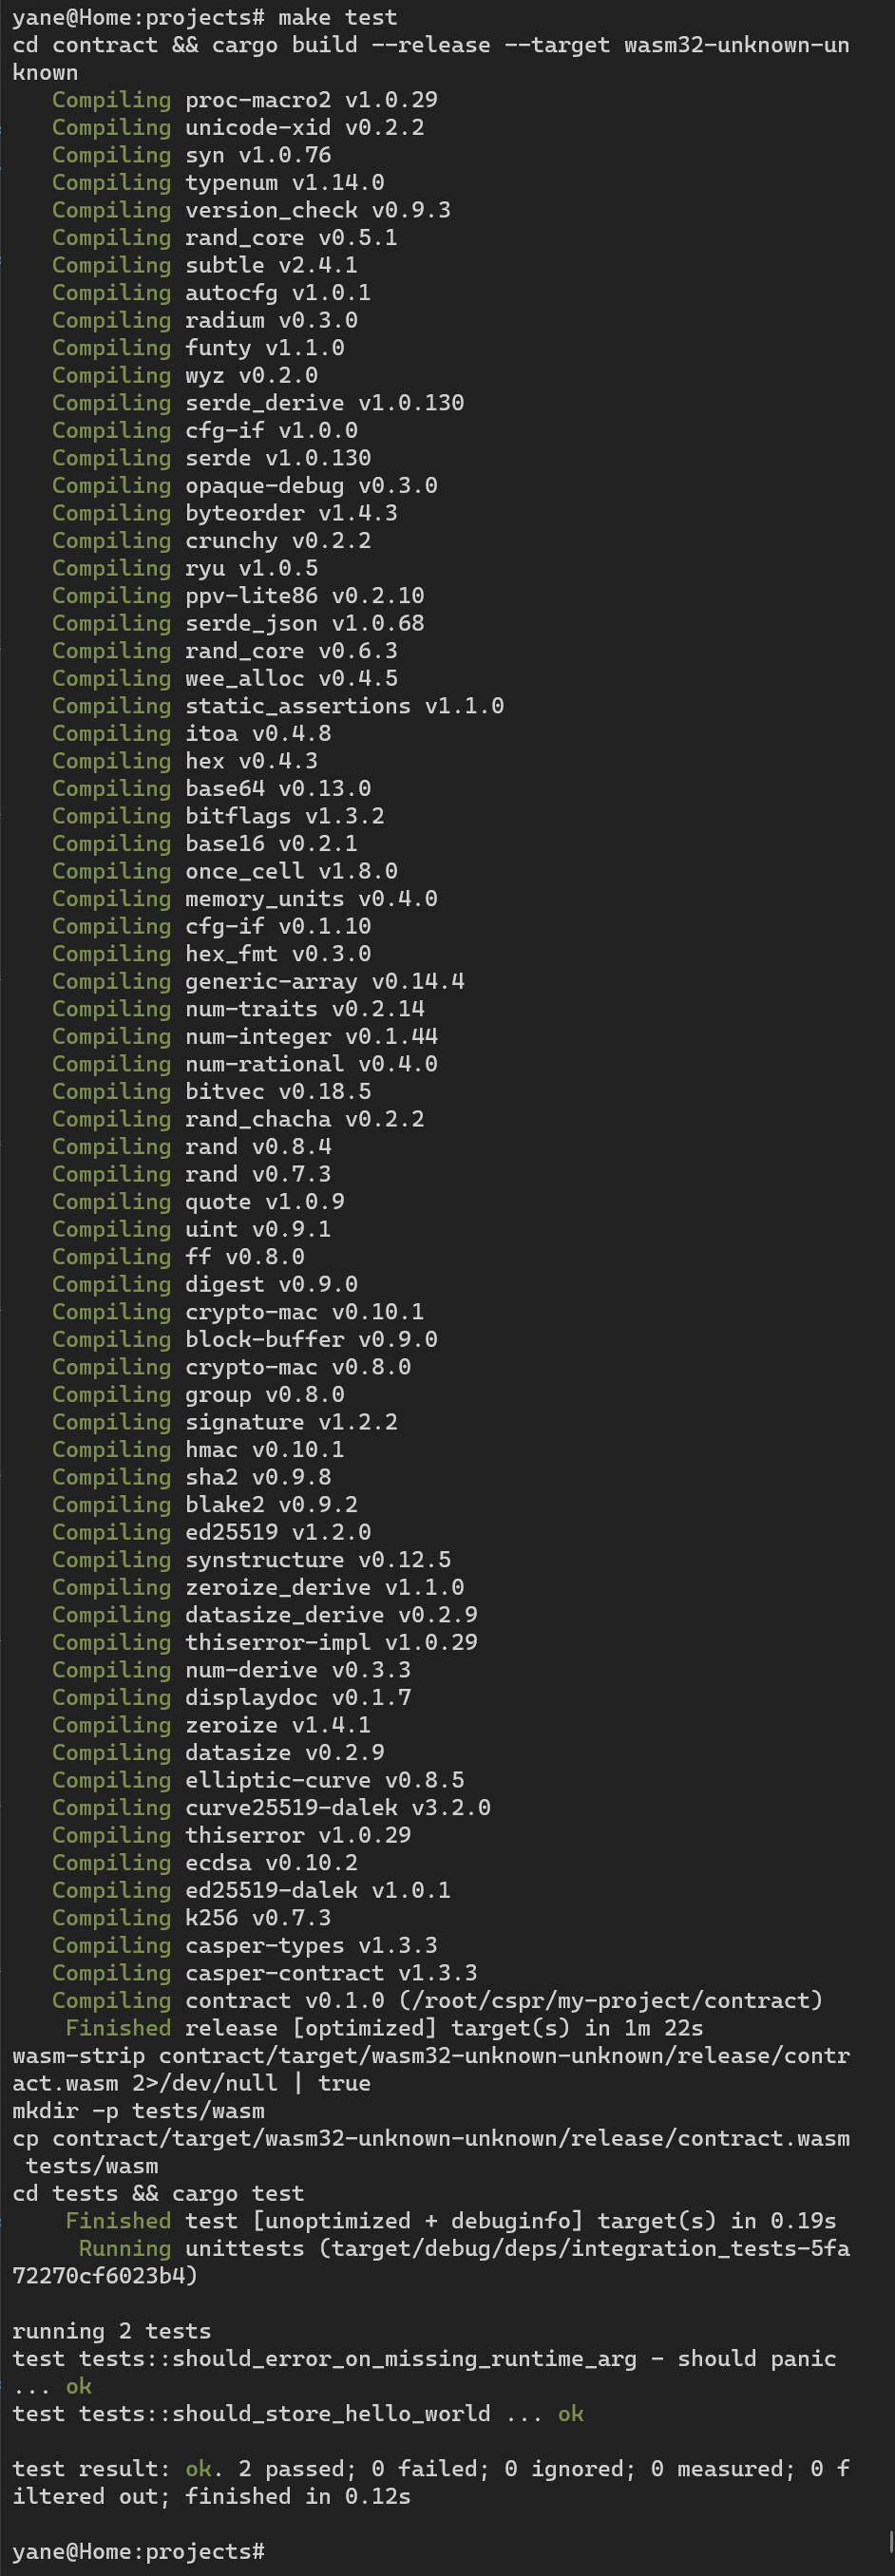 yane@Home:projects# make test
cd contract && cargo build --release --target wasm32-unknown-un
known
Compiling proc-macro2 v1.0.29
Compiling unicode-xid v0.2.2
Compiling syn v1.0.76
Compiling typenum v1.14.0
Compiling version_check v0.9.3
Compiling rand_core v0.5.1
Compiling subtle v2.4.1
Compiling autocfg v1.0.1
Compiling radium v0.3.0
Compiling funty v1.1.0
Compiling wyz v0.2.0
Compiling serde_derive v1.0.130
Compiling cfg-if v1.0.0
Compiling serde v1.0.130
Compiling opaque-debug v0.3.0
Compiling byteorder v1.4.3
Compiling crunchy v0.2.2
Compiling ryu v1.0.5
Compiling ppv-lite86 v0.2.10
Compiling serde_json v1.0.68
Compiling rand_core v0.6.3
Compiling wee_alloc v0.4.5
Compiling static_assertions v1.1.0
Compiling itoa v0.4.8
Compiling hex v0.4.3
Compiling base64 v0.13.0
Compiling bitflags v1.3.2
Compiling base16 v0.2.1
Compiling once_cell v1.8.0
Compiling memory_units v0.4.0
Compiling cfg-if v0.1.10
Compiling hex_fmt v0.3.0
Compiling generic-array v0.14.4
Compiling num-traits v0.2.14
Compiling num-integer v0.1.44
Compiling num-rational v0.4.0
Compiling bitvec v0.18.5
Compiling rand_chacha v0.2.2
Compiling rand v0.8.4
Compiling rand v0.7.3
Compiling quote v1.0.9
Compiling uint v0.9.1
Compiling ff v0.8.0
Compiling digest v0.9.0
Compiling crypto-mac v0.10.1
Compiling block-buffer v0.9.0
Compiling crypto-mac v0.8.0
Compiling group v0.8.0
Compiling signature v1.2.2
Compiling hmac v0.10.1
Compiling sha2 v0.9.8
Compiling blake2 v0.9.2
Compiling ed25519 v1.2.0
Compiling synstructure v0.12.5
Compiling zeroize_derive v1.1.0
Compiling datasize_derive v0.2.9
Compiling thiserror-impl v1.0.29
Compiling num-derive v0.3.3
Compiling displaydoc v0.1.7
Compiling zeroize v1.4.1
Compiling datasize v0.2.9
Compiling elliptic-curve v0.8.5
Compiling curve25519-dalek v3.2.0
Compiling thiserror v1.0.29
Compiling ecdsa v0.10.2
Compiling ed25519-dalek v1.0.1
Compiling k256 v0.7.3
Compiling casper-types v1.3.3
Compiling casper-contract v1.3.3
Compiling contract v0.1.0 (/root/cspr/my-project/contract)
Finished release [optimized] target(s) in 1m 22s
wasm-strip contract/target/wasm32-unknown-unknown/release/contr
act.wasm 2>/dev/null | true
mkdir -p tests/wasm
cp contract/target/wasm32-unknown-unknown/release/contract.wasm
tests/wasm
cd tests && cargo test
Finished test [unoptimized + debuginfo] target(s) in 0.19s
Running unittests (target/debug/deps/integration_tests-5fa
72270cf6023b4)
running 2 tests
test tests::should_error_on_missing_runtime_arg - should panic
... ok
test tests::should_store_hello_world ... ok
test result: ok. 2 passed; 0 failed; 0 ignored; 0 measured; 0 f
iltered out; finished in 0.12s
yane@Home:projects#